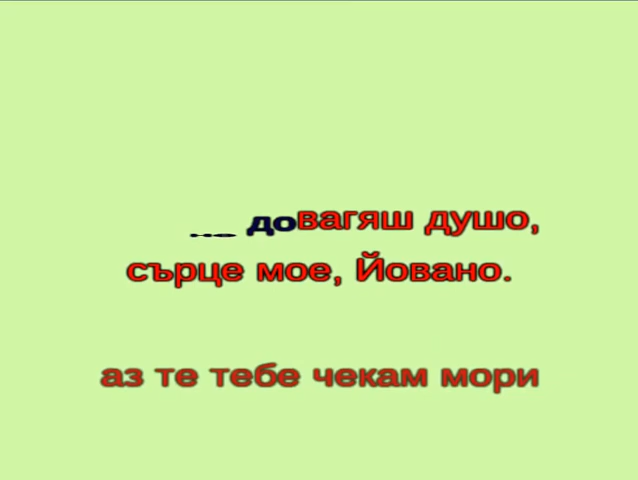 довагяш душо,
сърце мое, Йовано.
аз те тебе чекам мори